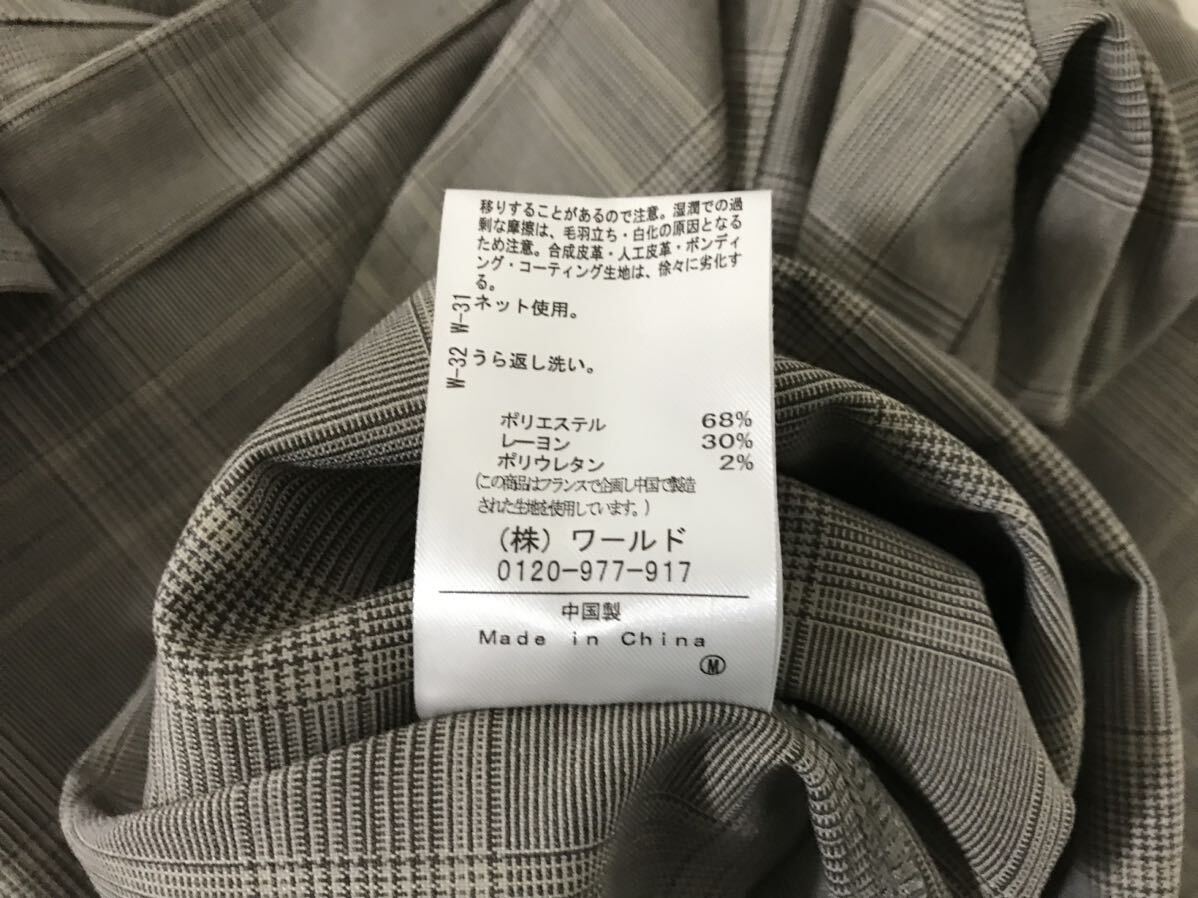 移りすることがあるので注意。湿潤での過
剰な摩擦は、毛羽立ち・白化の原因となる
ため注意。合成皮革・人工皮革・ボンディ
ング・コーティング生地は、徐々に劣化す
る。
W-31 ネット使用。
W-32 うら返し洗い。
ポリエステル 68%
レーヨン 30%
ポリウレタン 2%
(この商品はフランスで企画し中国で製造
された生地を使用しています。)
(株) ワールド
0120-977-917
中国製
Made in China
M